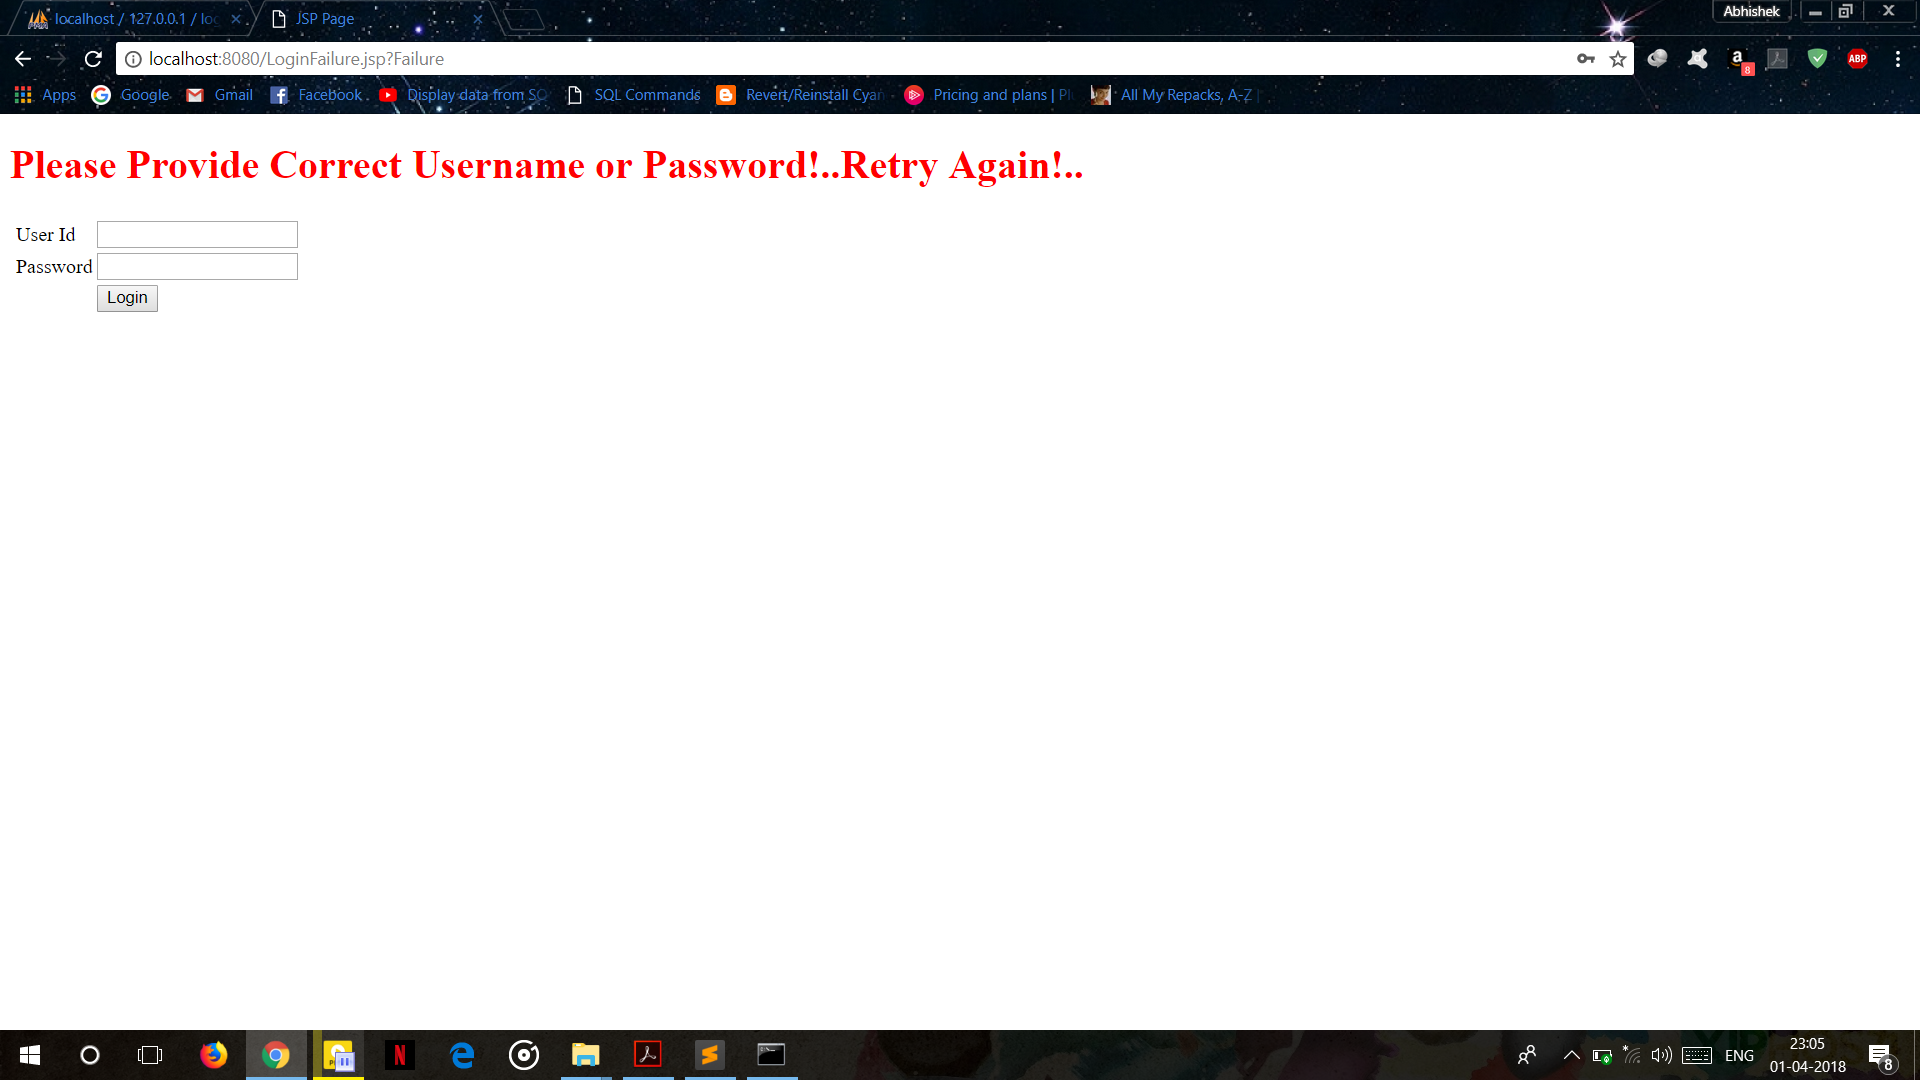 localhost / 127.0.0.1 / loc
JSP Page
Abhishek
localhost:8080/LoginFailure.jsp?Failure
a
8
ABP
Apps
Google
Gmail
Facebook
Display data from SQ
SQL Commands
Revert/Reinstall Cyan
Pricing and plans | Pl
All My Repacks, A-Z |
Please Provide Correct Username or Password!..Retry Again!..
User Id
Password
Login
N
ENG
23:05
01-04-2018
8